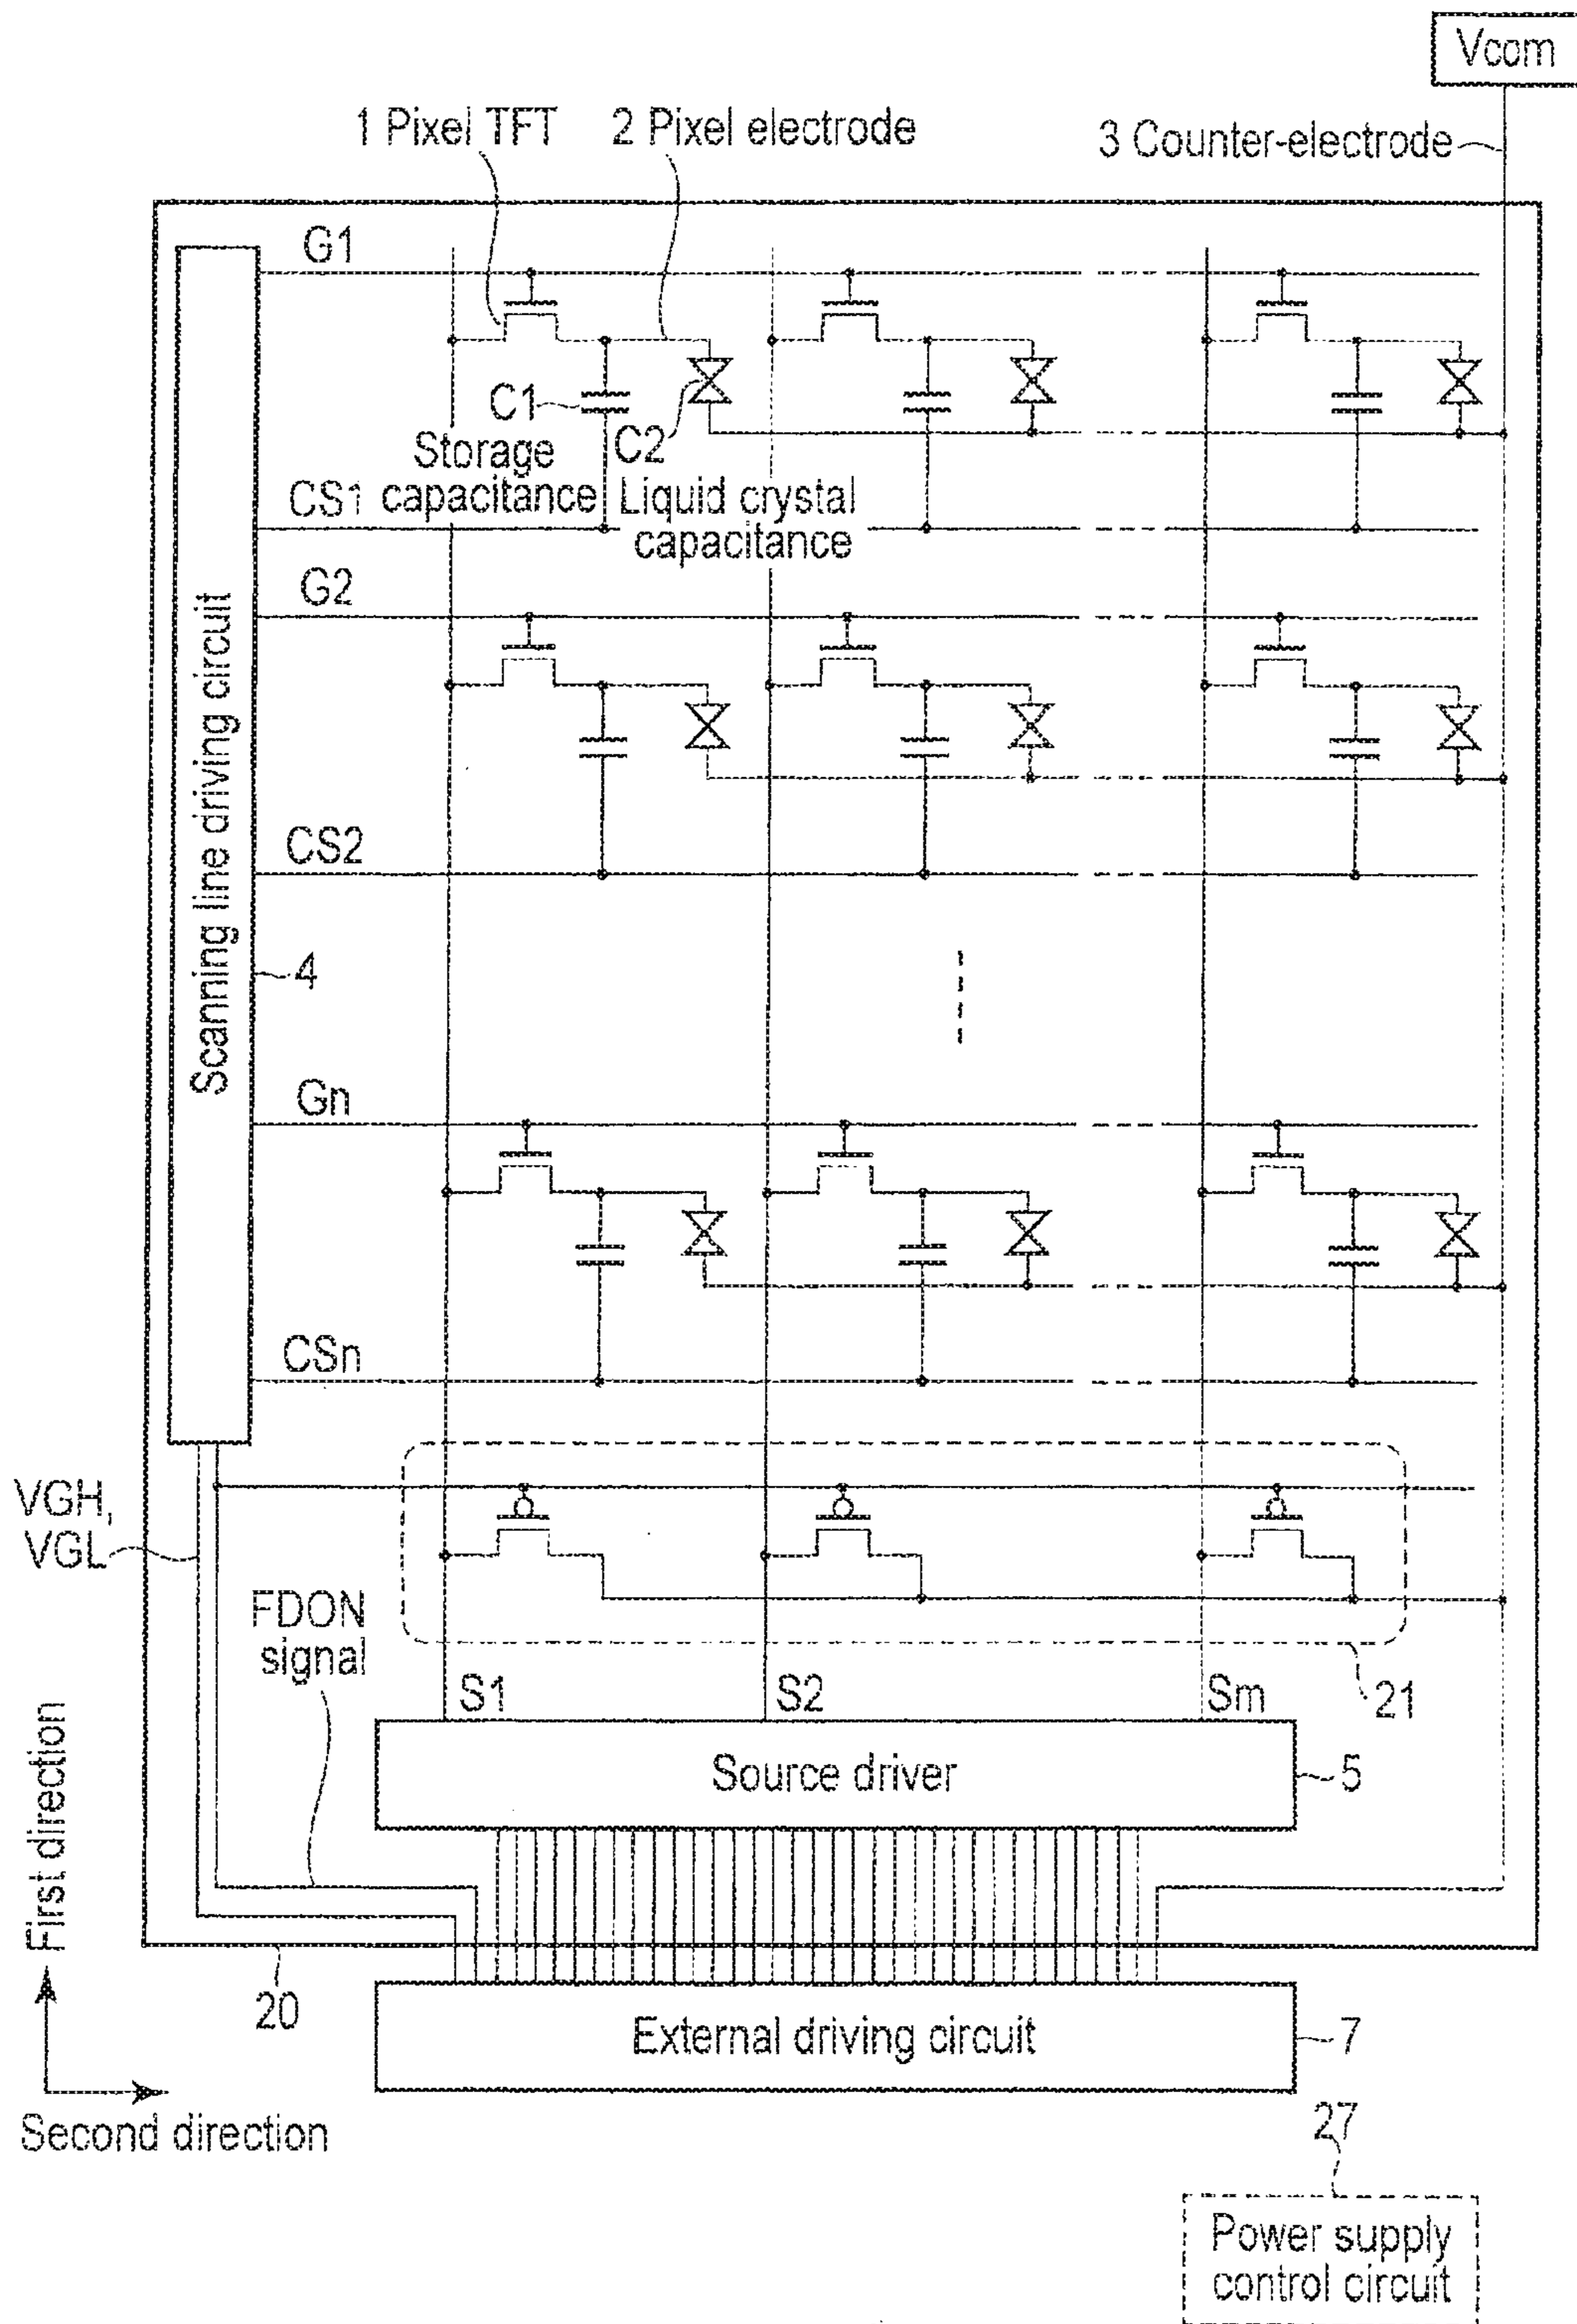 Vcom
1 Pixel TFT
2 Pixel electrode
3 Counter-electrode
G1
C1
Storage
capacitance
C2
Liquid crystal
capacitance
CS1
G2
Scanning line driving circuit
CS2
4
Gn
CSn
VGH,
VGL
FDON
signal
S1
S2
Sm
21
Source driver
5
First direction
20
External driving circuit
7
Second direction
27
Power supply
control circuit